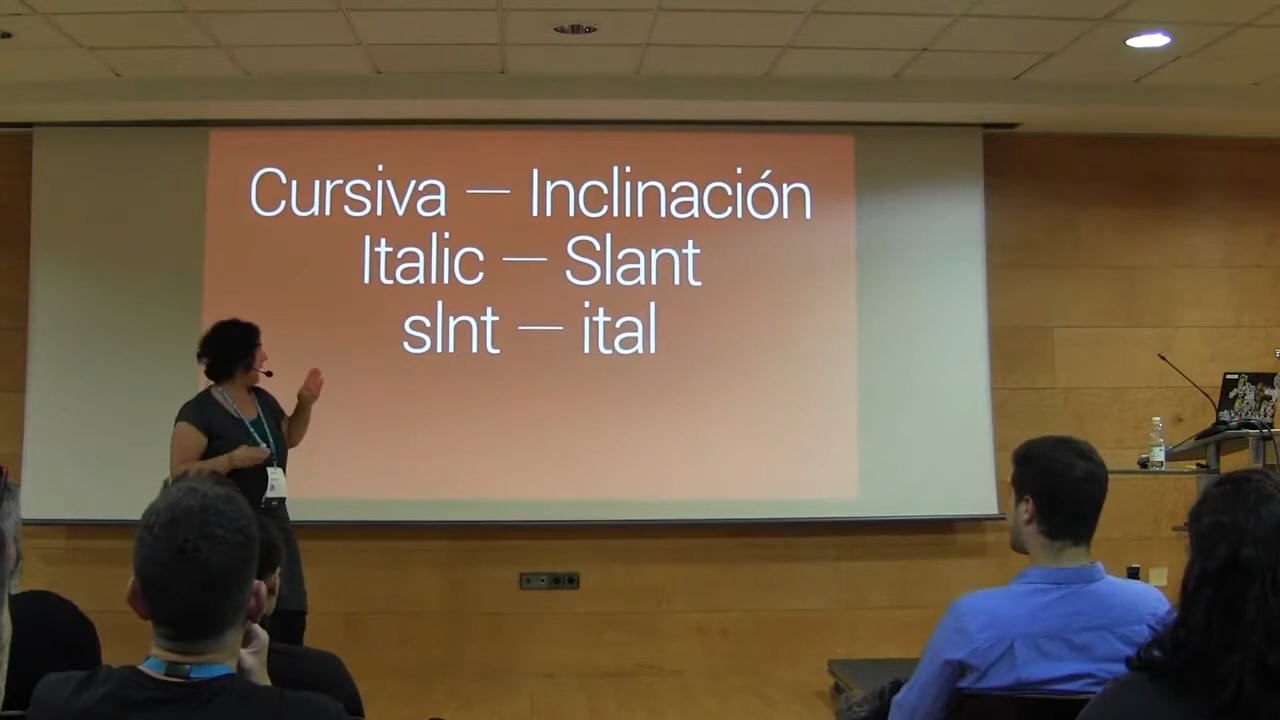 Cursiva — Inclinación
Italic — Slant
slnt — ital